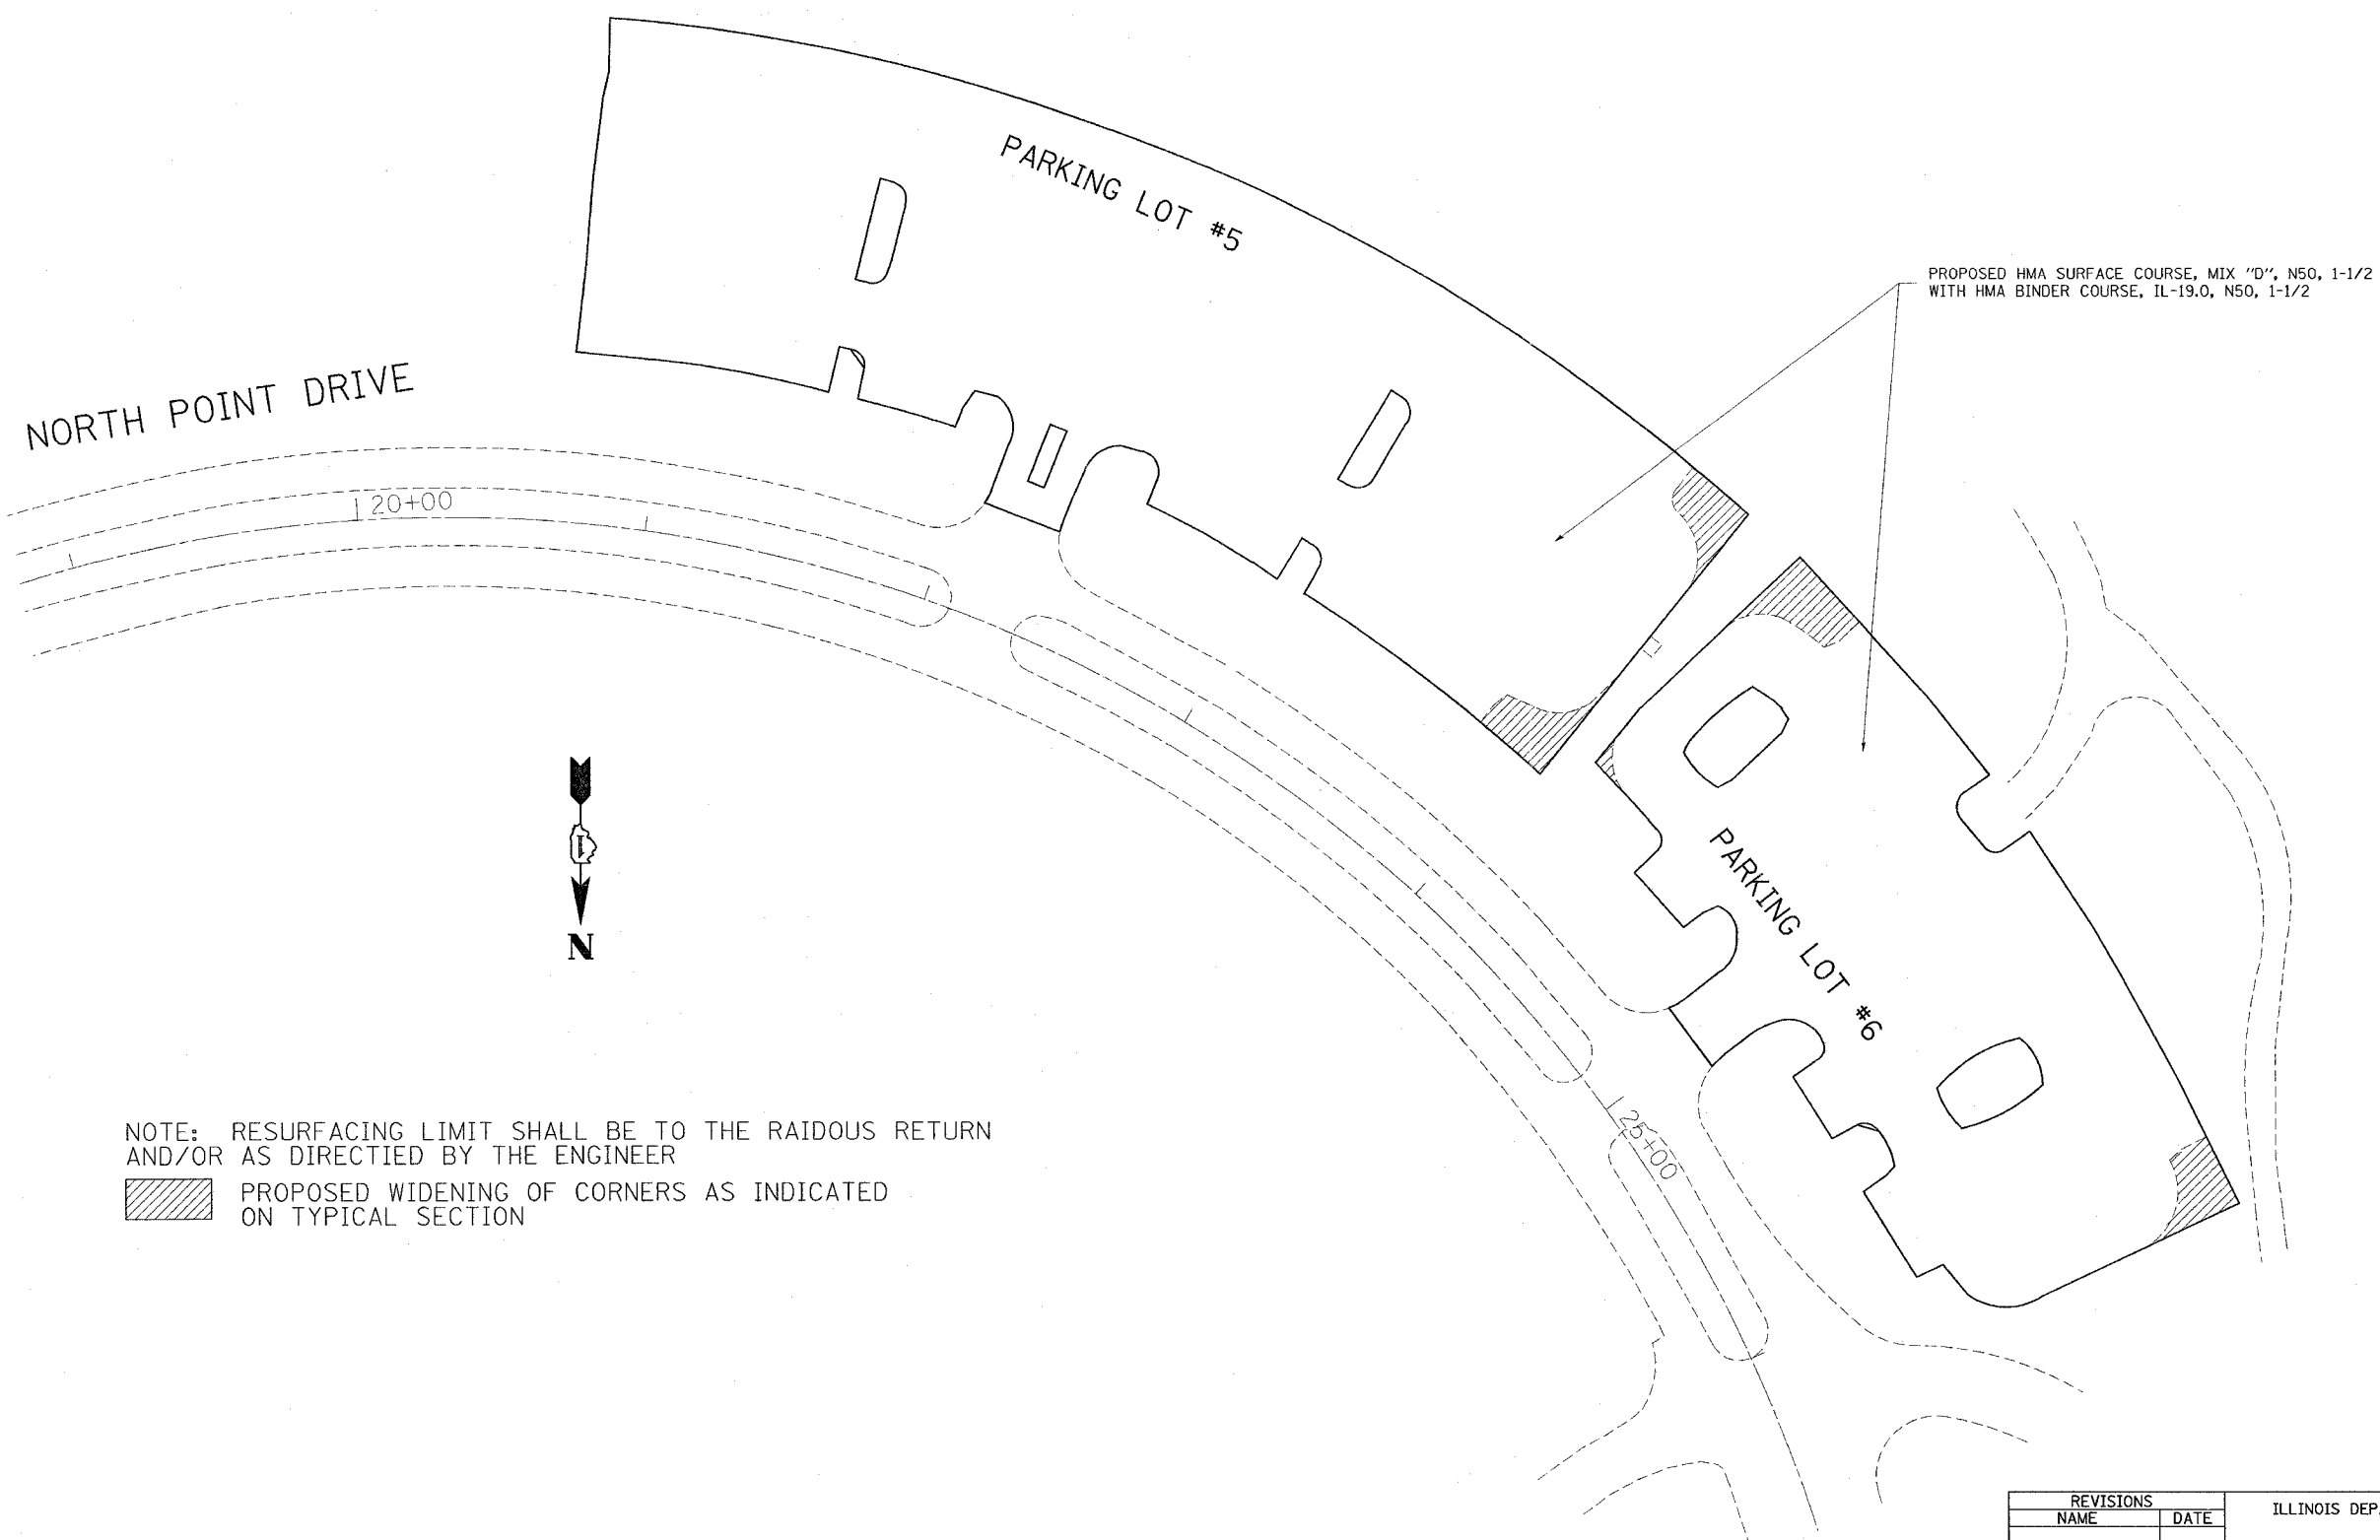 PARKING LOT #5
PROPOSED HMA SURFACE COURSE, MIX "D", N50, 1-1/2
WITH HMA BINDER COURSE, IL-19.0, N50, 1-1/2
NORTH POINT DRIVE
20+00
PARKING LOT #6
N
25+00
NOTE: RESURFACING LIMIT SHALL BE TO THE RAIDOUS RETURN
AND/OR AS DIRECTIED BY THE ENGINEER
PROPOSED WIDENING OF CORNERS AS INDICATED
ON TYPICAL SECTION
REVISIONS
NAME DATE
ILLINOIS DEP